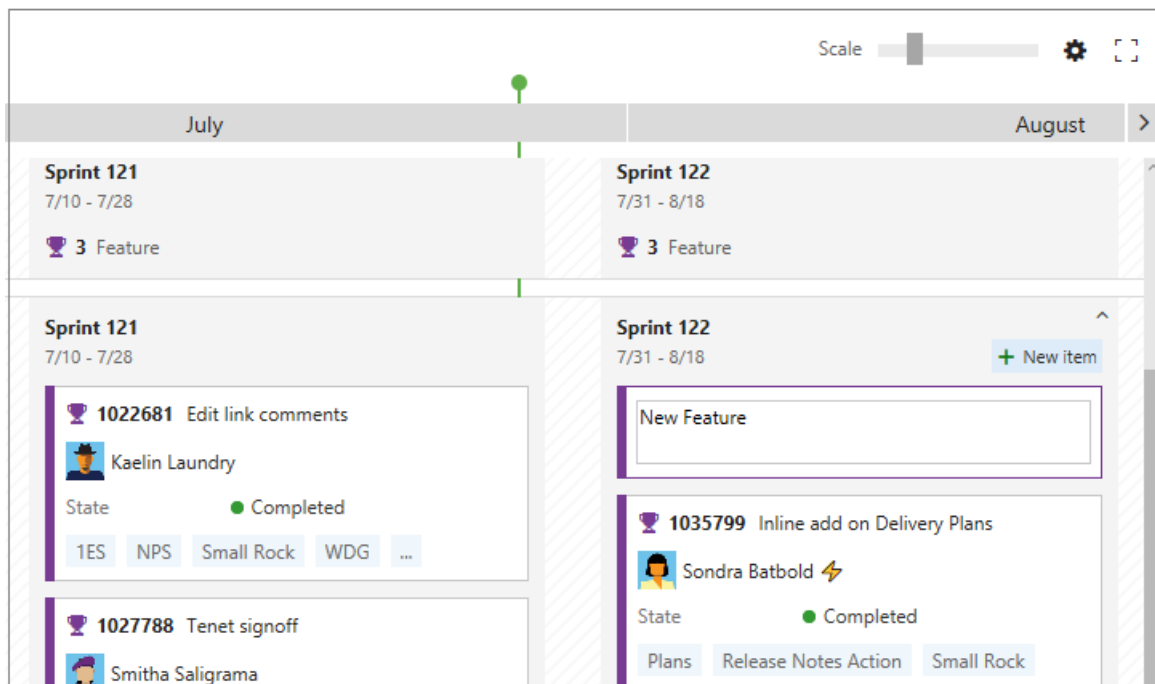 Scale
July
August
Sprint 121
7/10 - 7/28
3 Feature
Sprint 122
7/31 - 8/18
3 Feature
Sprint 121
7/10 - 7/28
1022681 Edit link comments
Kaelin Laundry
State Completed
1ES NPS Small Rock WDG ...
1027788 Tenet signoff
Smitha Saligrama
Sprint 122
7/31 - 8/18
+ New item
New Feature
1035799 Inline add on Delivery Plans
Sondra Batbold
State Completed
Plans Release Notes Action Small Rock